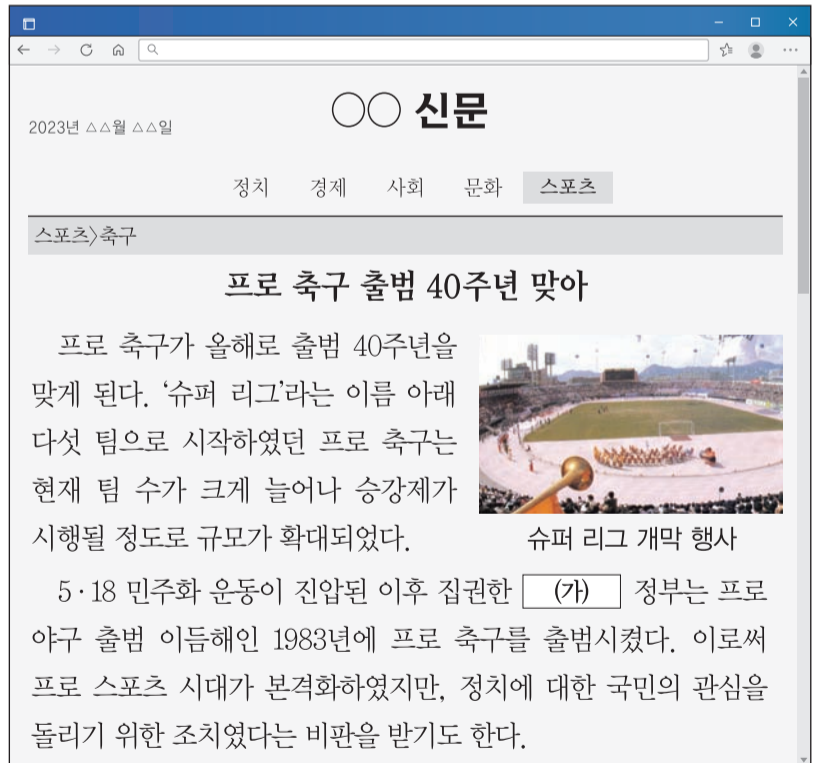 ○○ 신문
2023년 △△월 △△일
정치 경제 사회 문화 스포츠
스포츠〉축구
프로 축구 출범 40주년 맞아
프로 축구가 올해로 출범 40주년을
맞게 된다. ‘슈퍼 리그’라는 이름 아래
다섯 팀으로 시작하였던 프로 축구는
현재 팀 수가 크게 늘어나 승강제가
시행될 정도로 규모가 확대되었다.
슈퍼 리그 개막 행사
5·18 민주화 운동이 진압된 이후 집권한 (가) 정부는 프로
야구 출범 이듬해인 1983년에 프로 축구를 출범시켰다. 이로써
프로 스포츠 시대가 본격화하였지만, 정치에 대한 국민의 관심을
돌리기 위한 조치였다는 비판을 받기도 한다.